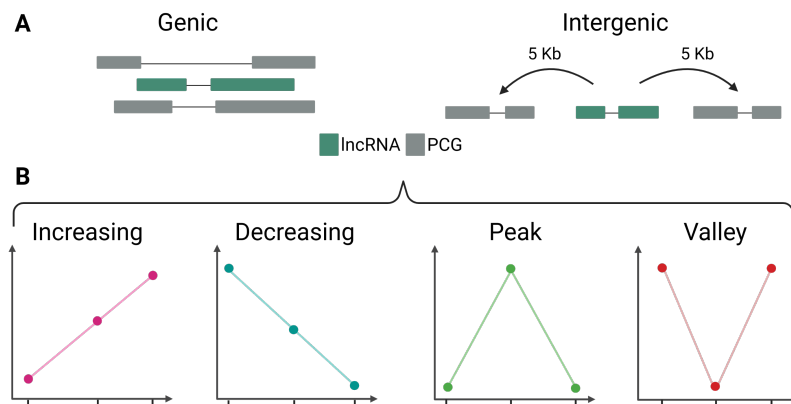 A
Genic
Intergenic
5 Kb
5 Kb
lncRNA
PCG
B
Increasing
Decreasing
Peak
Valley